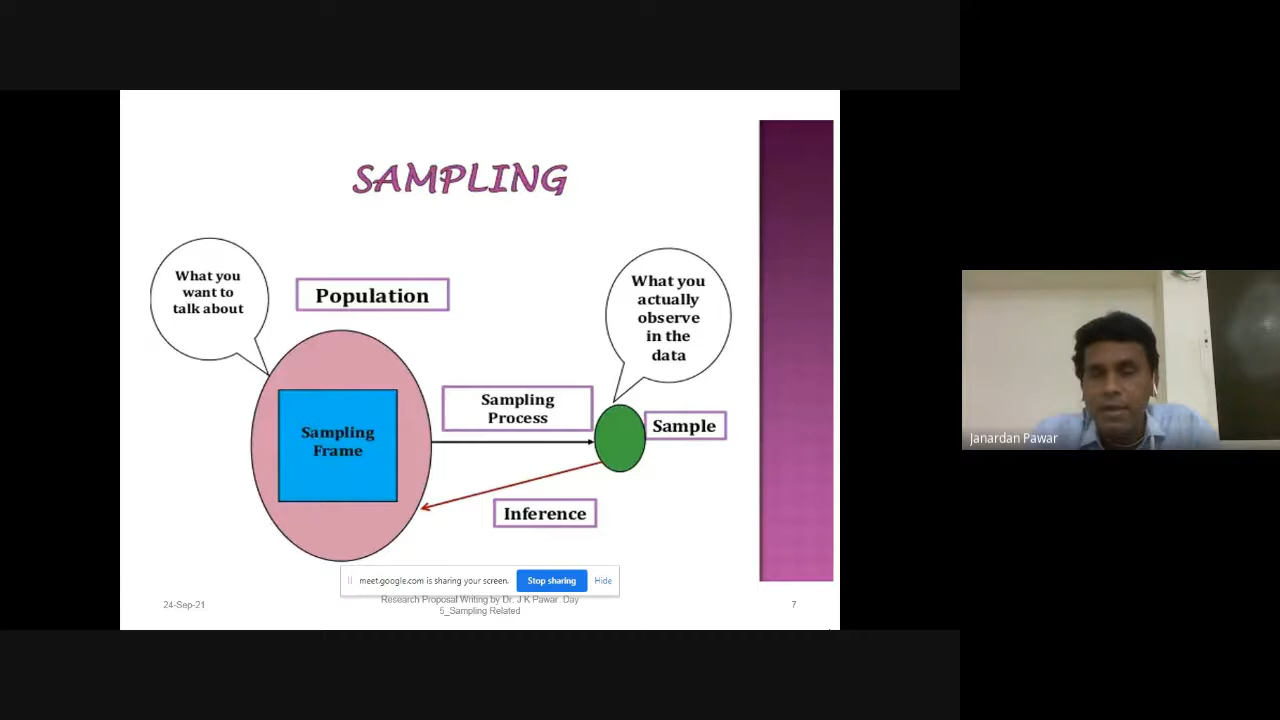 SAMPLING
What you
want to
talk about
Population
What you
actually
observe
in the
data
Sampling
Process
Sample
Sampling
Frame
Inference
meet.google.com is sharing your screen.
Stop sharing
Hide
24-Sep-21
Research Proposal Writing by Dr. J K Pawar Day
5_Sampling Related
7
Janardan Pawar